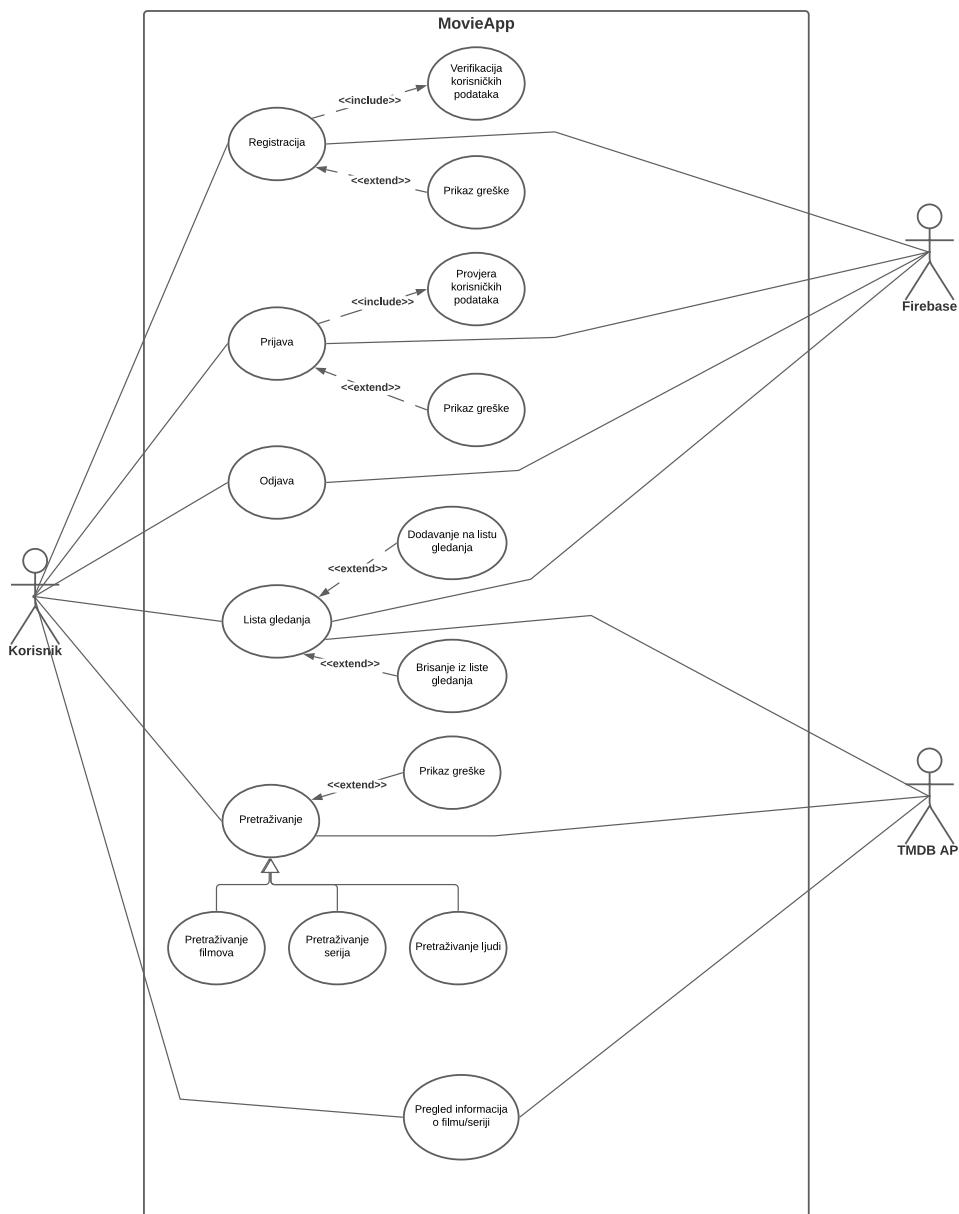 MovieApp
Verifikacija
korisničkih
podataka
<<include>>
Registracija
<<extend>>
Prikaz greške
Provjera
korisničkih
podataka
<<include>>
Firebase
Prijava
<<extend>>
Prikaz greške
Odjava
Dodavanje na listu
gledanja
<<extend>>
Lista gledanja
Korisnik
<<extend>>
Brisanje iz liste
gledanja
Prikaz greške
<<extend>>
Pretraživanje
TMDB AP
Pretraživanje
filmova
Pretraživanje
serija
Pretraživanje ljudi
Pregled informacija
o filmu/seriji